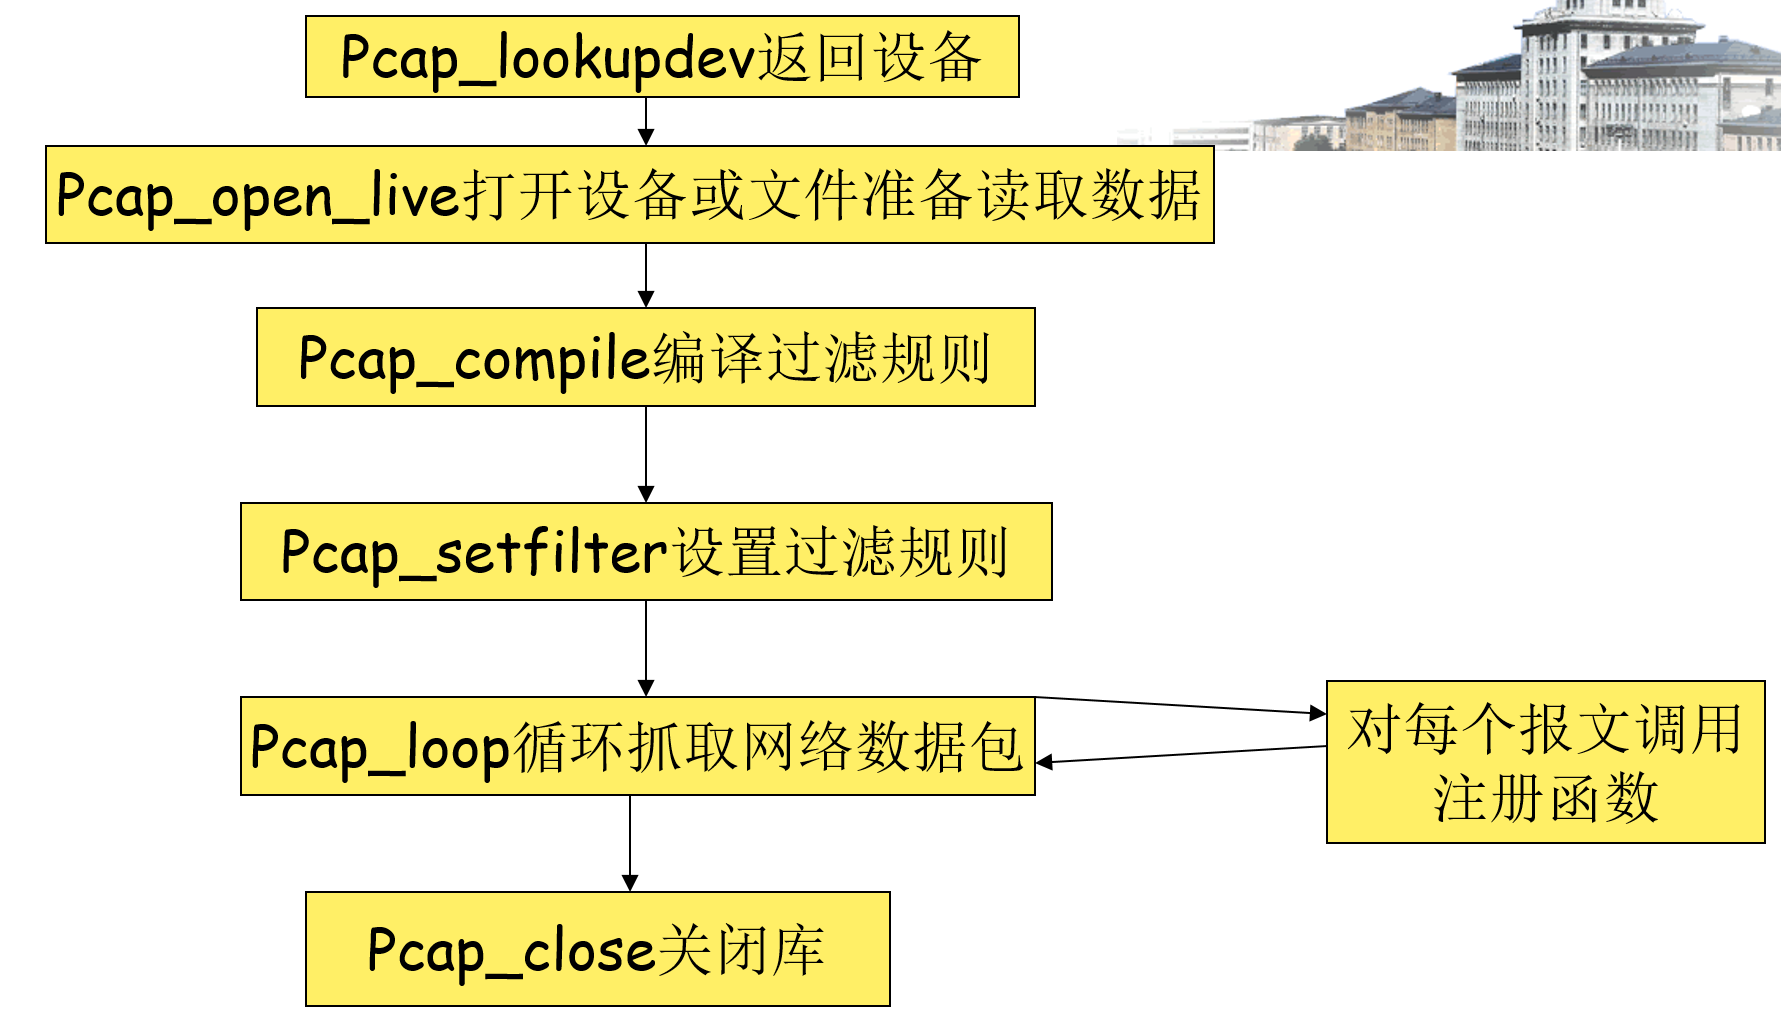 Pcap_lookupdev返回设备
Pcap_open_live打开设备或文件准备读取数据
Pcap_compile编译过滤规则
Pcap_setfilter设置过滤规则
Pcap_loop循环抓取网络数据包
对每个报文调用
注册函数
Pcap_close关闭库